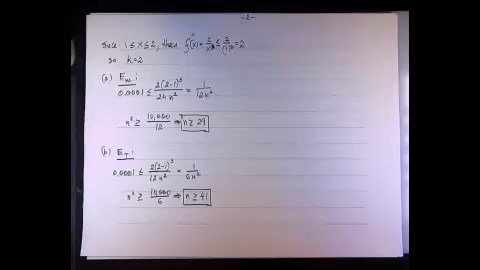 - 2 -
since 1 ≤ x ≤ 2, then f''(x) = 2/x³ ≤ 2/(1)³ = 2
so K=2
(a) E_M :
0.0001 ≤ 2(2-1)³/24n² = 1/12n²
n² ≥ 10,000/12 ⇒ n ≥ 29
(b) E_T :
0.0001 ≤ 2(2-1)³/12n² = 1/6n²
n² ≥ 10,000/6 ⇒ n ≥ 41